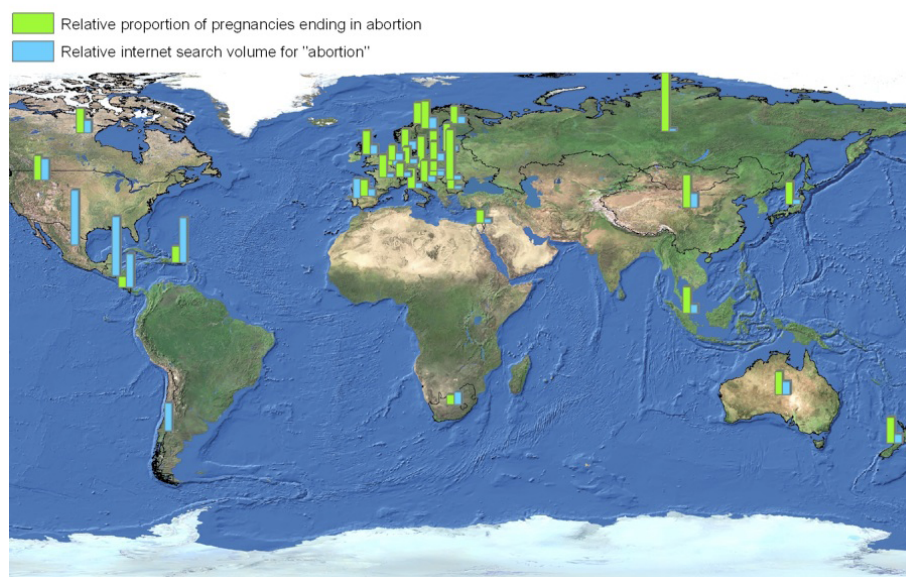 Relative proportion of pregnancies ending in abortion
Relative internet search volume for "abortion"